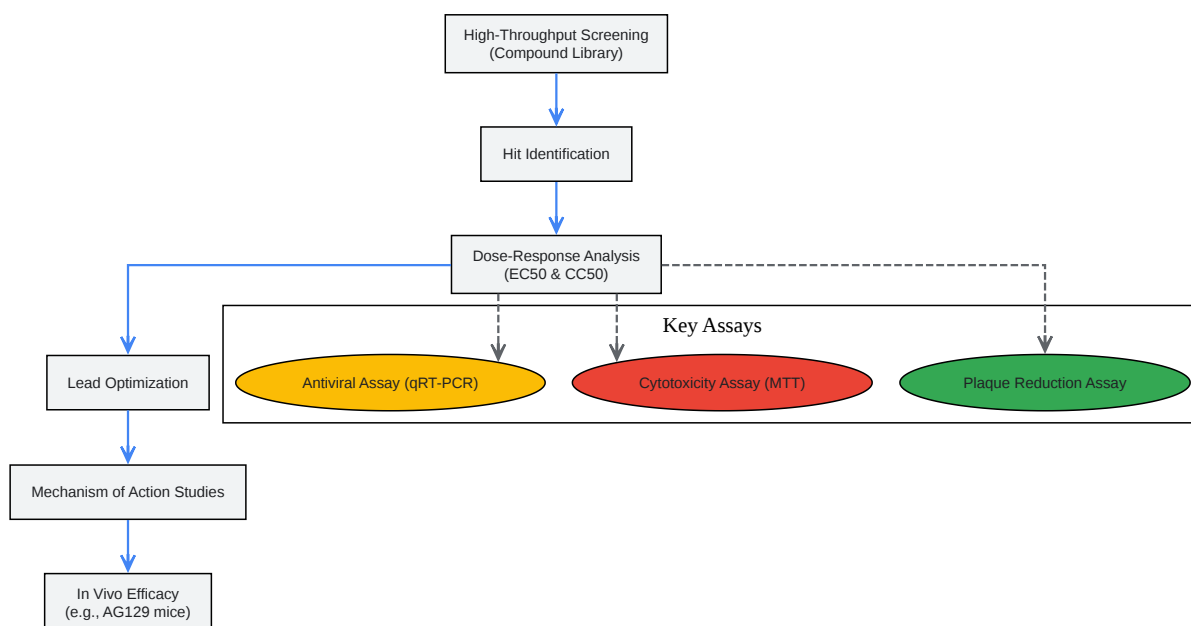 High-Throughput Screening
(Compound Library)
Hit Identification
Dose-Response Analysis
(EC50 & CC50)
Key Assays
Antiviral Assay (qRT-PCR)
Cytotoxicity Assay (MTT)
Plaque Reduction Assay
Lead Optimization
Mechanism of Action Studies
In Vivo Efficacy
(e.g., AG129 mice)